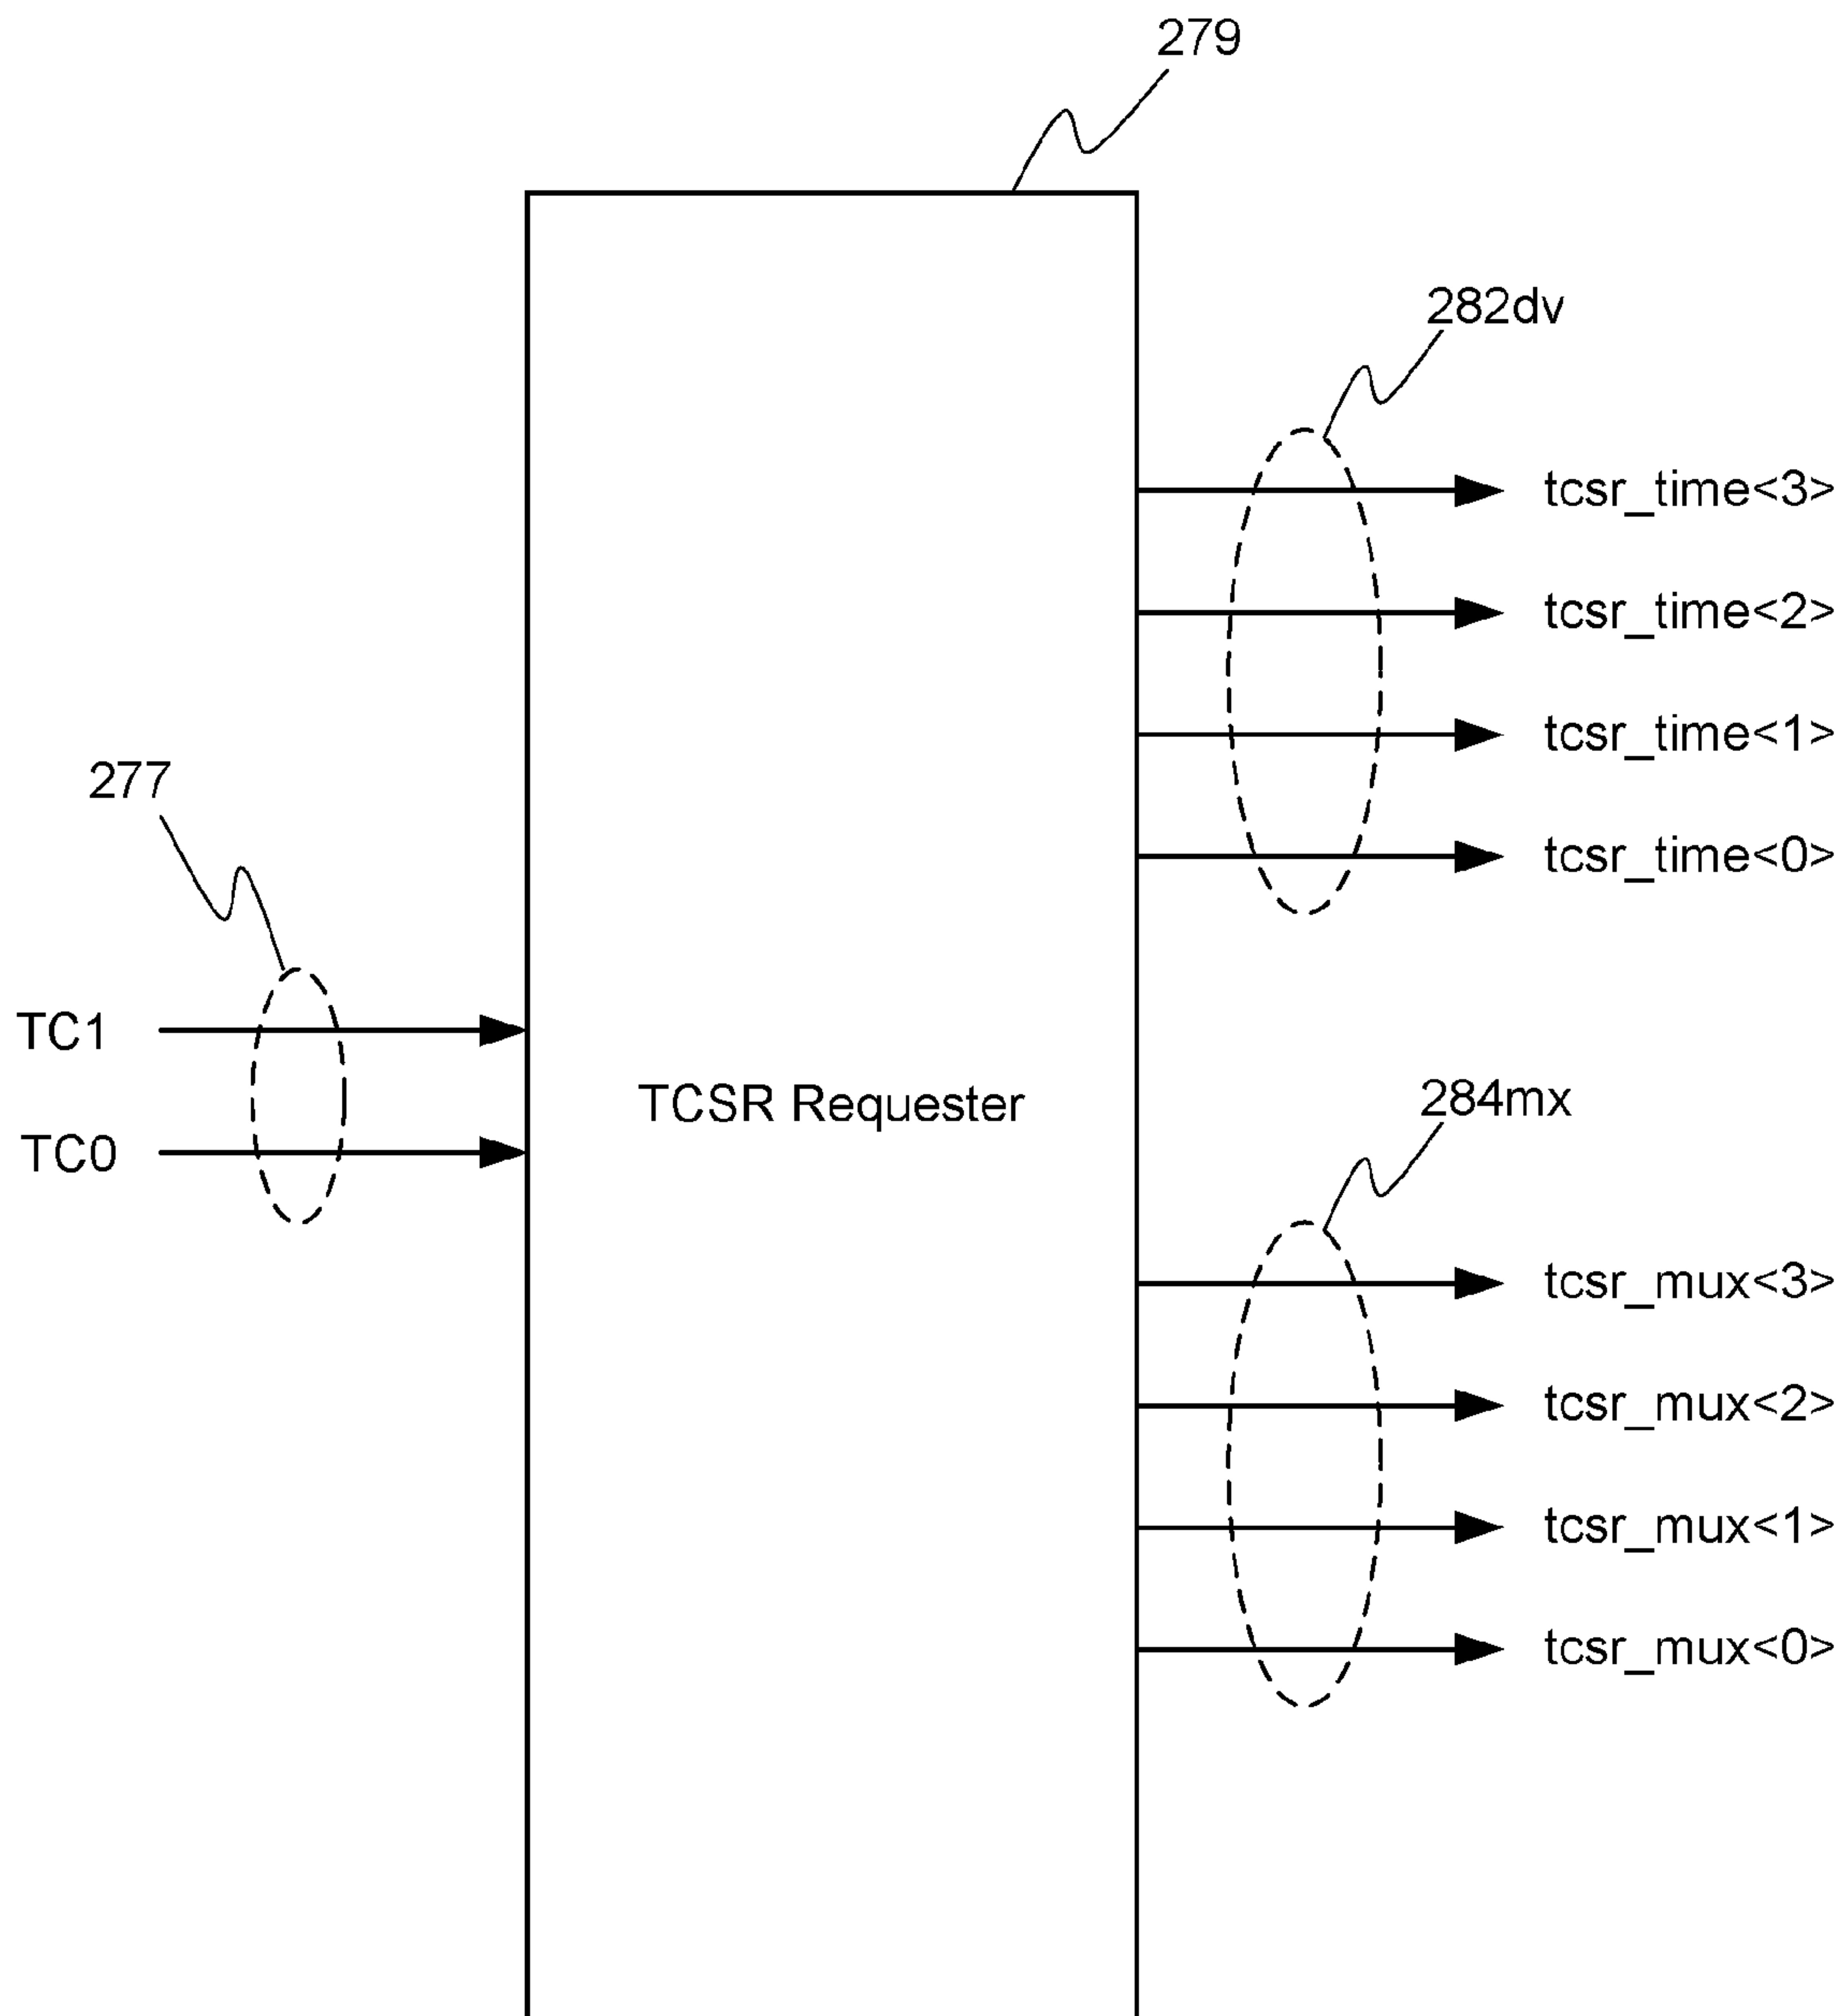 279
282dv
tcsr_time<3>
tcsr_time<2>
tcsr_time<1>
277
tcsr_time<0>
TC1
TCSR Requester
284mx
TC0
tcsr_mux<3>
tcsr_mux<2>
tcsr_mux<1>
tcsr_mux<0>